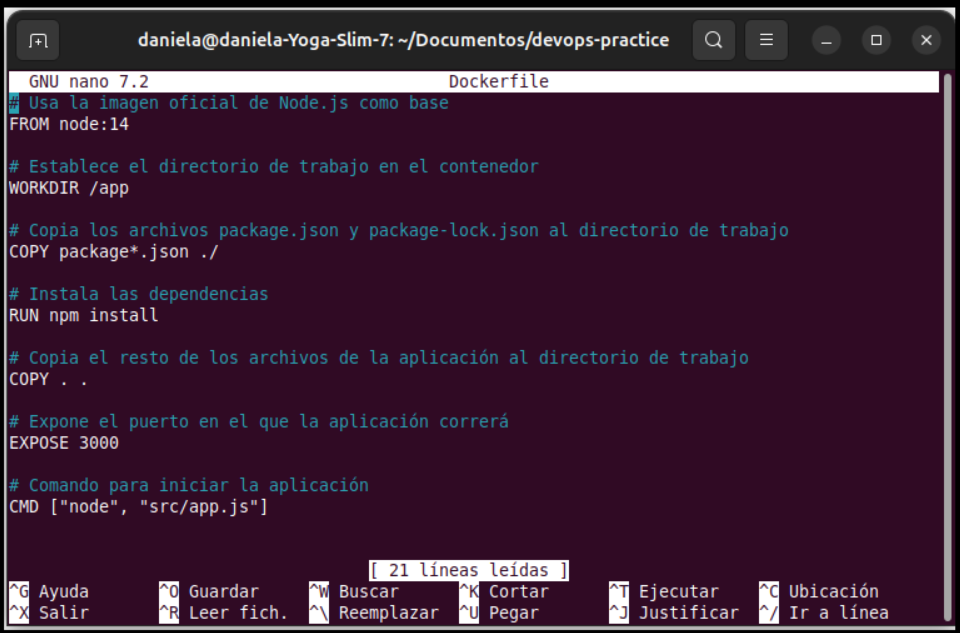 daniela@daniela-Yoga-Slim-7: ~/Documentos/devops-practice
GNU nano 7.2 Dockerfile
# Usa la imagen oficial de Node.js como base
FROM node:14
# Establece el directorio de trabajo en el contenedor
WORKDIR /app
# Copia los archivos package.json y package-lock.json al directorio de trabajo
COPY package*.json ./
# Instala las dependencias
RUN npm install
# Copia el resto de los archivos de la aplicación al directorio de trabajo
COPY . .
# Expone el puerto en el que la aplicación correrá
EXPOSE 3000
# Comando para iniciar la aplicación
CMD ["node", "src/app.js"]
[ 21 líneas leídas ]
^G Ayuda ^O Guardar ^W Buscar ^K Cortar ^T Ejecutar ^C Ubicación
^X Salir ^R Leer fich. ^\ Reemplazar ^U Pegar ^J Justificar ^/ Ir a línea